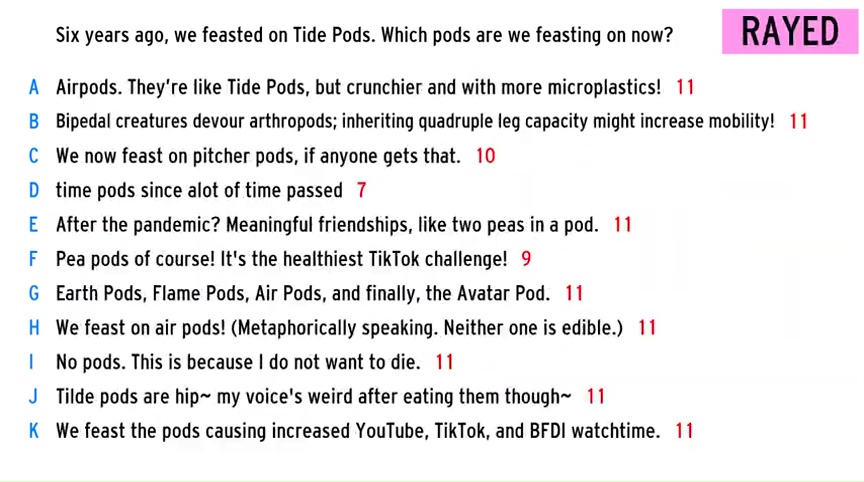 Six years ago, we feasted on Tide Pods. Which pods are we feasting on now?
RAYED
A Airpods. They're like Tide Pods, but crunchier and with more microplastics! 11
B Bipedal creatures devour arthropods; inheriting quadruple leg capacity might increase mobility! 11
C We now feast on pitcher pods, if anyone gets that. 10
D time pods since alot of time passed 7
E After the pandemic? Meaningful friendships, like two peas in a pod. 11
F Pea pods of course! It's the healthiest TikTok challenge! 9
G Earth Pods, Flame Pods, Air Pods, and finally, the Avatar Pod. 11
H We feast on air pods! (Metaphorically speaking. Neither one is edible.) 11
I No pods. This is because I do not want to die. 11
J Tilde pods are hip~ my voice's weird after eating them though~ 11
K We feast the pods causing increased YouTube, TikTok, and BFDI watchtime. 11